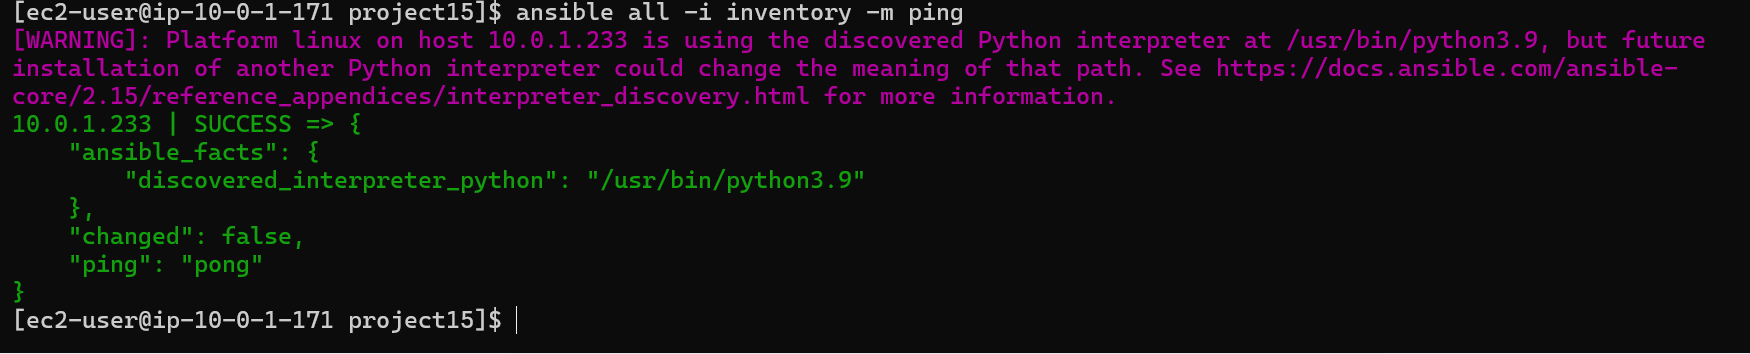 [ec2-user@ip-10-0-1-171 project15]$ ansible all -i inventory -m ping
[WARNING]: Platform linux on host 10.0.1.233 is using the discovered Python interpreter at /usr/bin/python3.9, but future
installation of another Python interpreter could change the meaning of that path. See https://docs.ansible.com/ansible-
core/2.15/reference_appendices/interpreter_discovery.html for more information.
10.0.1.233 | SUCCESS => {
    "ansible_facts": {
        "discovered_interpreter_python": "/usr/bin/python3.9"
    },
    "changed": false,
    "ping": "pong"
}
[ec2-user@ip-10-0-1-171 project15]$